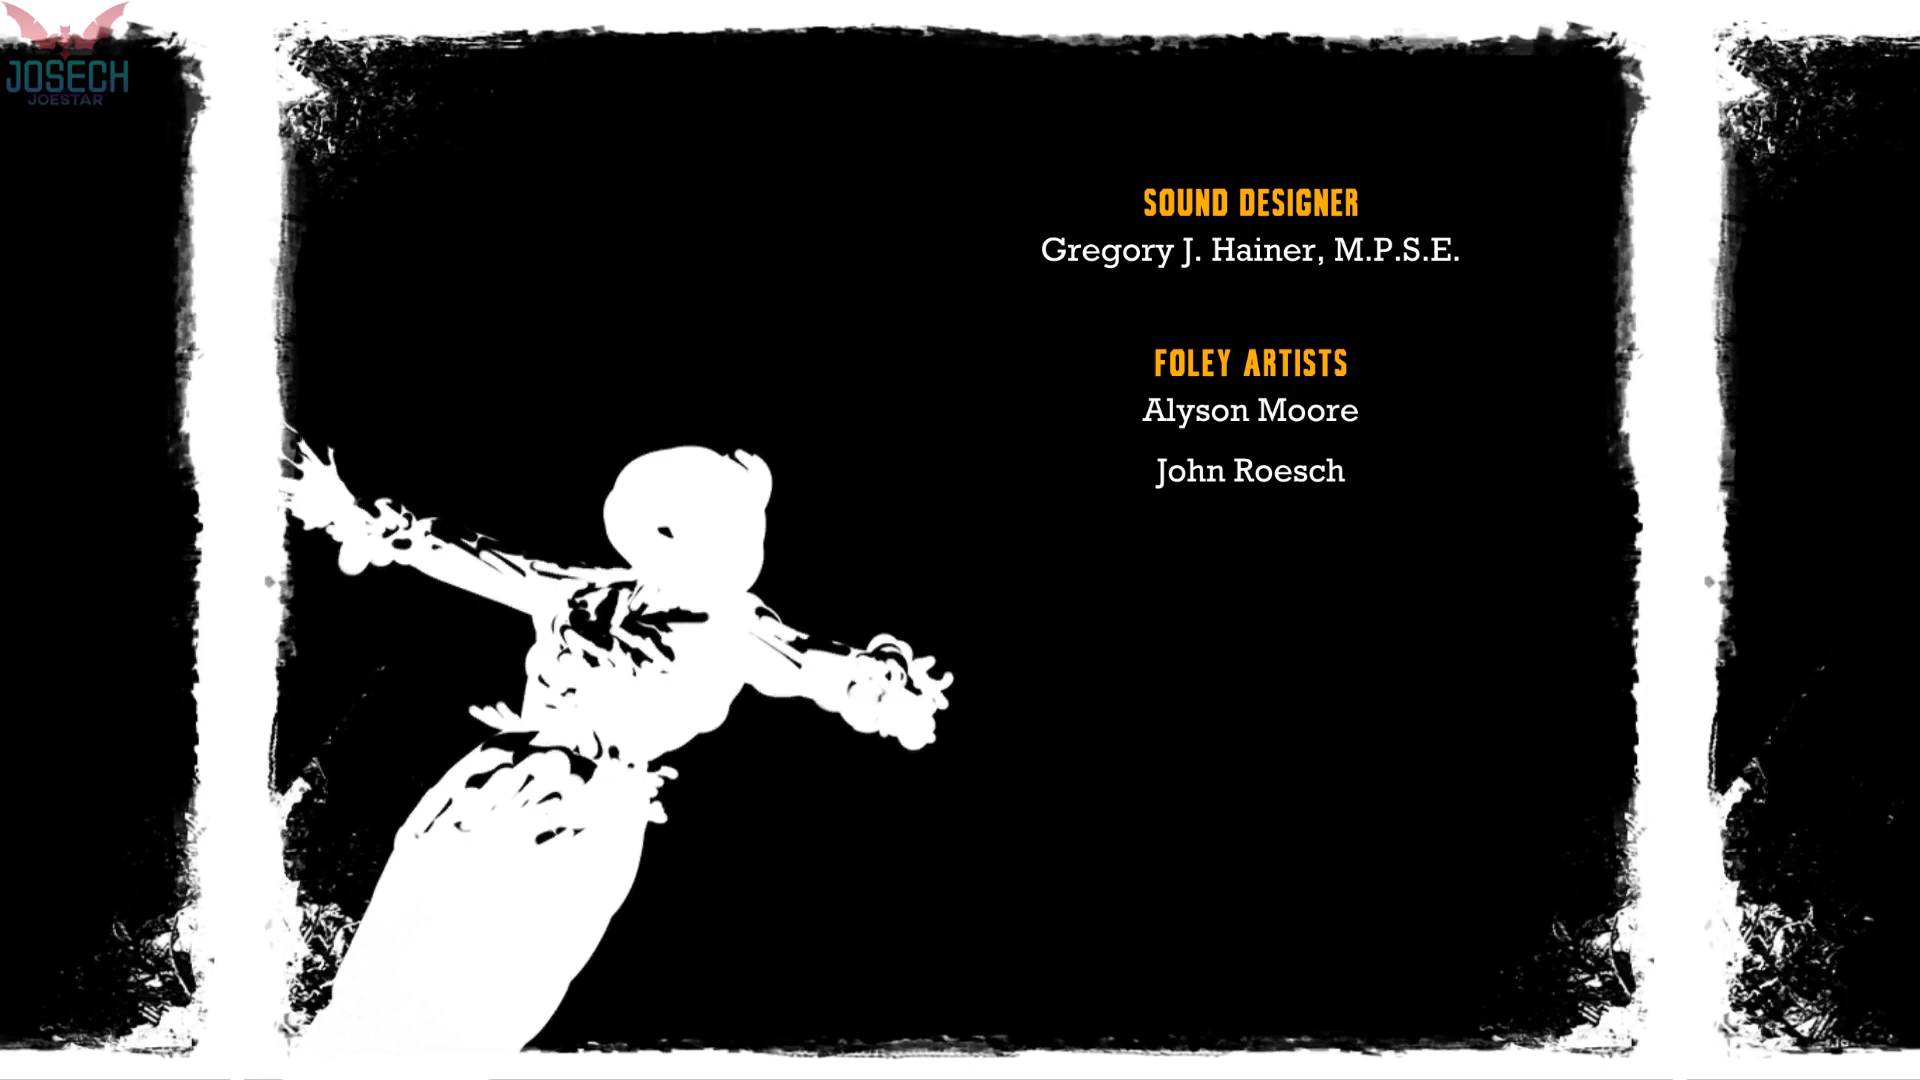 JOSECH
JOESTAR
SOUND DESIGNER
Gregory J. Hainer, M.P.S.E.
FOLEY ARTISTS
Alyson Moore
John Roesch